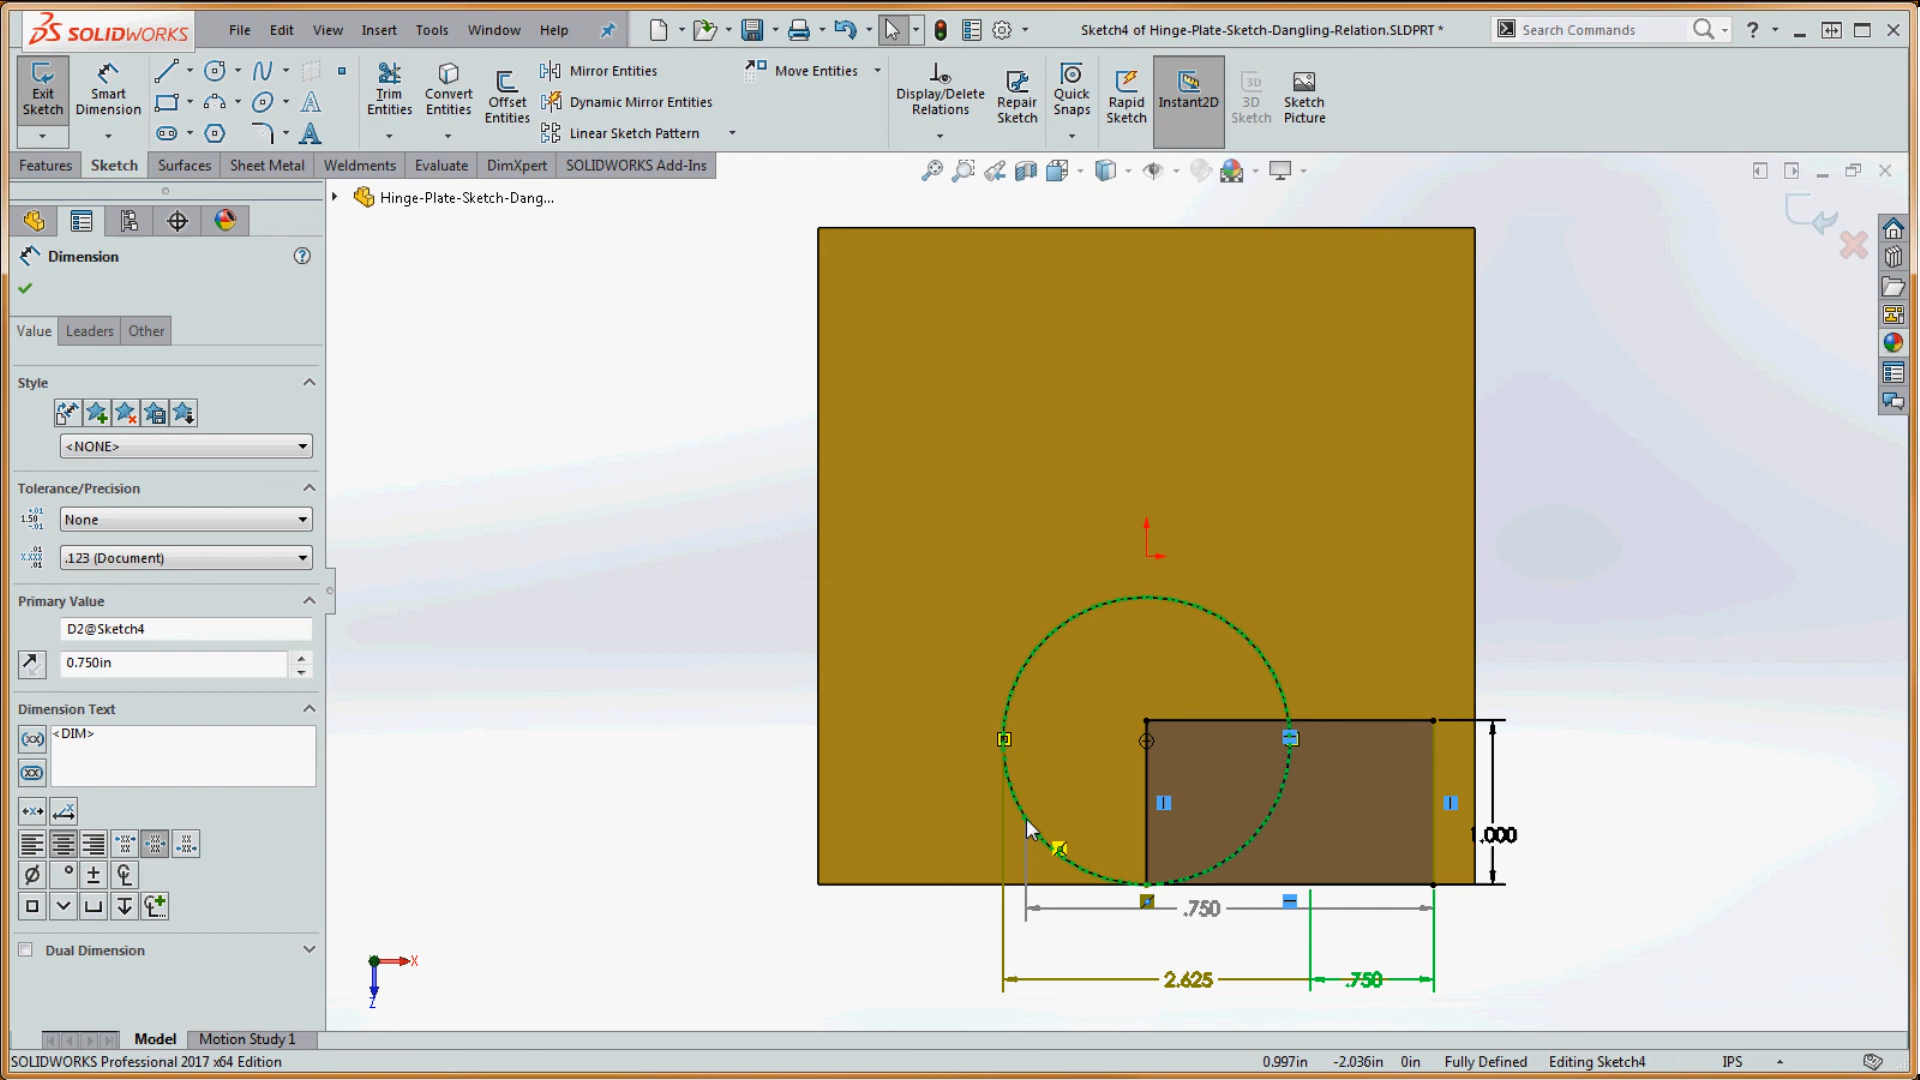 SOLIDWORKS File Edit View Insert Tools Window Help Sketch4 of Hinge-Plate-Sketch-Dangling-Relation.SLDPRT * Search Commands ?
Exit Sketch
Smart Dimension
Trim Entities
Convert Entities
Offset Entities
Mirror Entities
Dynamic Mirror Entities
Linear Sketch Pattern
Move Entities
Display/Delete Relations
Repair Sketch
Quick Snaps
Rapid Sketch
Instant2D
3D Sketch
Sketch Picture
Features Sketch Surfaces Sheet Metal Weldments Evaluate DimXpert SOLIDWORKS Add-Ins
Hinge-Plate-Sketch-Dang...
Dimension
Value Leaders Other
Style
<NONE>
Tolerance/Precision
None
.123 (Document)
Primary Value
D2@Sketch4
0.750in
Dimension Text
<DIM>
Dual Dimension
1.000
.750
2.625 .750
X
Z
Model Motion Study 1
SOLIDWORKS Professional 2017 x64 Edition 0.997in -2.036in 0in Fully Defined Editing Sketch4 IPS